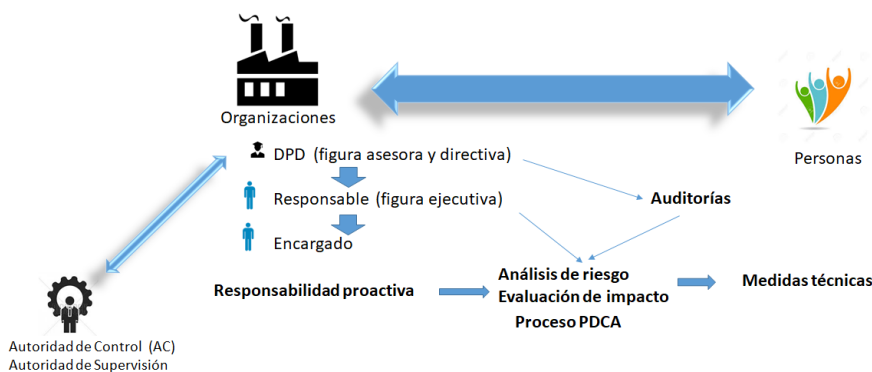 Organizaciones
Personas
DPD (figura asesora y directiva)
Responsable (figura ejecutiva)
Auditorías
Encargado
Responsabilidad proactiva
Análisis de riesgo
Evaluación de impacto
Proceso PDCA
Medidas técnicas
Autoridad de Control (AC)
Autoridad de Supervisión